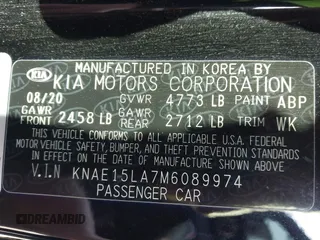 MANUFACTURED IN KOREA BY
KIA KIA MOTORS CORPORATION
08/20 GVWR 4773 LB PAINT ABP
GAWR FRONT 2458 LB GAWR REAR 2712 LB TRIM WK
THIS VEHICLE CONFORMS TO ALL APPLICABLE U.S.A. FEDERAL
MOTOR VEHICLE SAFETY, BUMPER, AND THEFT PREVENTION
STANDARDS IN EFFECT ON THE DATE OF MANUFACTURE SHOWN ABOVE.
V.I.N KNAE15LA7M6089974
PASSENGER CAR
DREAMBID